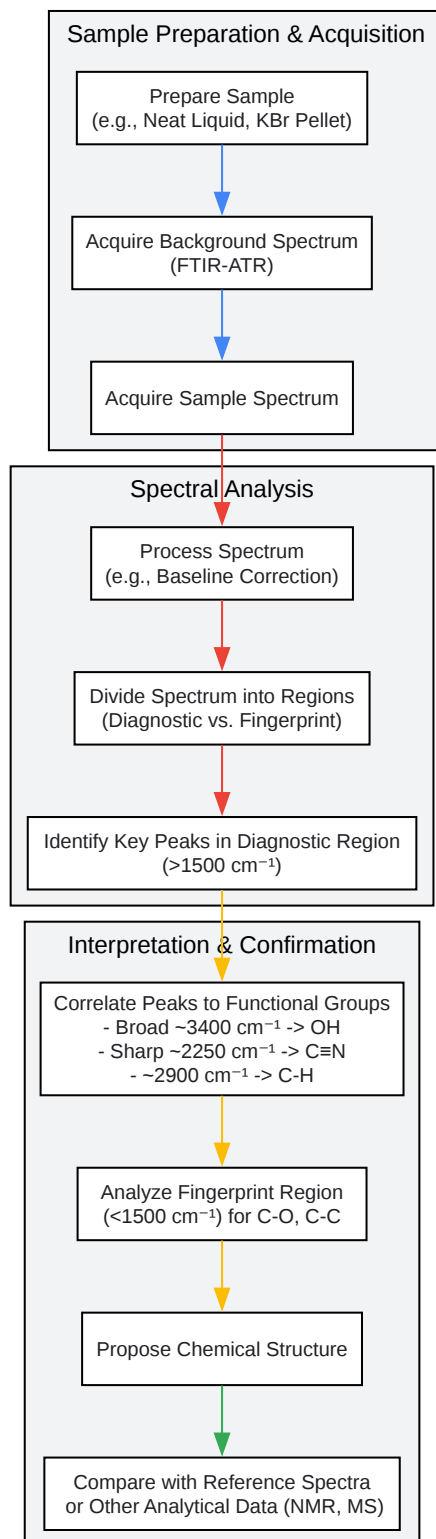 Sample Preparation & Acquisition
Prepare Sample
(e.g., Neat Liquid, KBr Pellet)
Acquire Background Spectrum
(FTIR-ATR)
Acquire Sample Spectrum
Spectral Analysis
Process Spectrum
(e.g., Baseline Correction)
Divide Spectrum into Regions
(Diagnostic vs. Fingerprint)
Identify Key Peaks in Diagnostic Region
(>1500 cm⁻¹)
Interpretation & Confirmation
Correlate Peaks to Functional Groups
- Broad ~3400 cm⁻¹ -> OH
- Sharp ~2250 cm⁻¹ -> C≡N
- ~2900 cm⁻¹ -> C-H
Analyze Fingerprint Region
(<1500 cm⁻¹) for C-O, C-C
Propose Chemical Structure
Compare with Reference Spectra
or Other Analytical Data (NMR, MS)